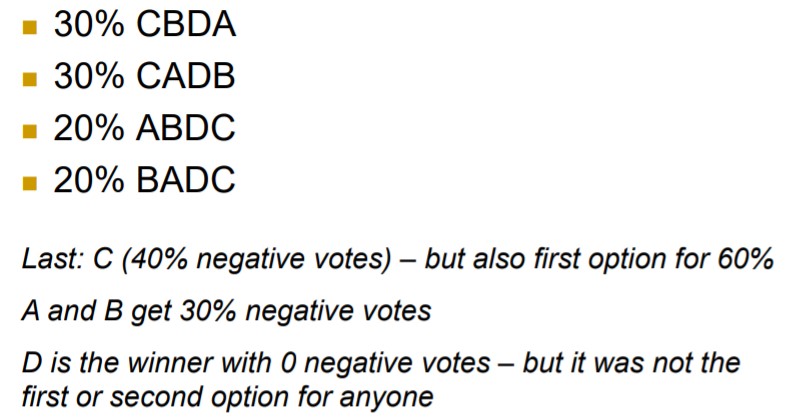 30% CBDA
30% CADB
20% ABDC
20% BADC
Last: C (40% negative votes) – but also first option for 60%
A and B get 30% negative votes
D is the winner with 0 negative votes – but it was not the
first or second option for anyone